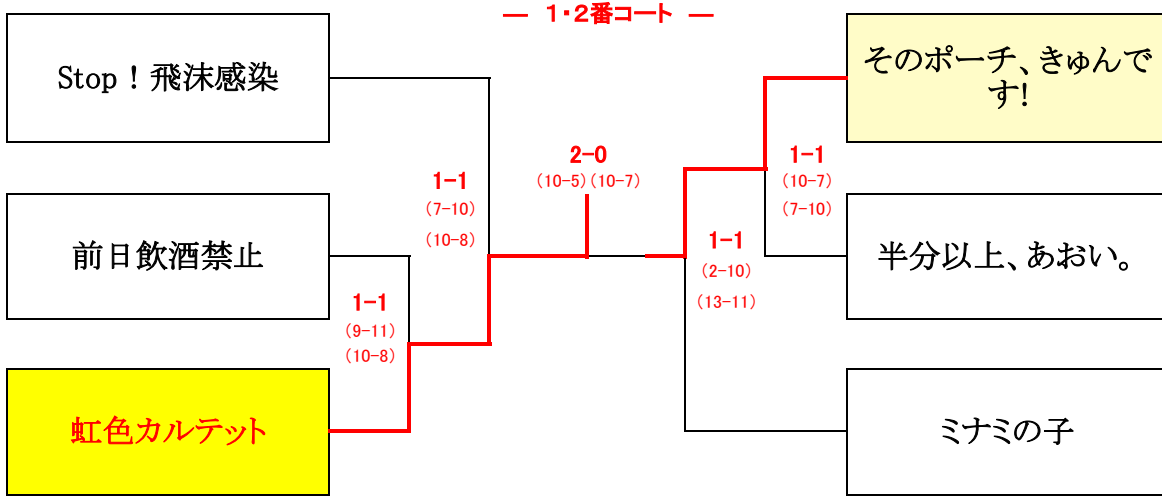 ― 1・2番コート ―
Stop！飛沫感染
前日飲酒禁止
虹色カルテット
1-1
(9-11)
(10-8)
1-1
(7-10)
(10-8)
2-0
(10-5)(10-7)
1-1
(2-10)
(13-11)
1-1
(10-7)
(7-10)
そのポーチ、きゅんで
す!
半分以上、あおい。
ミナミの子